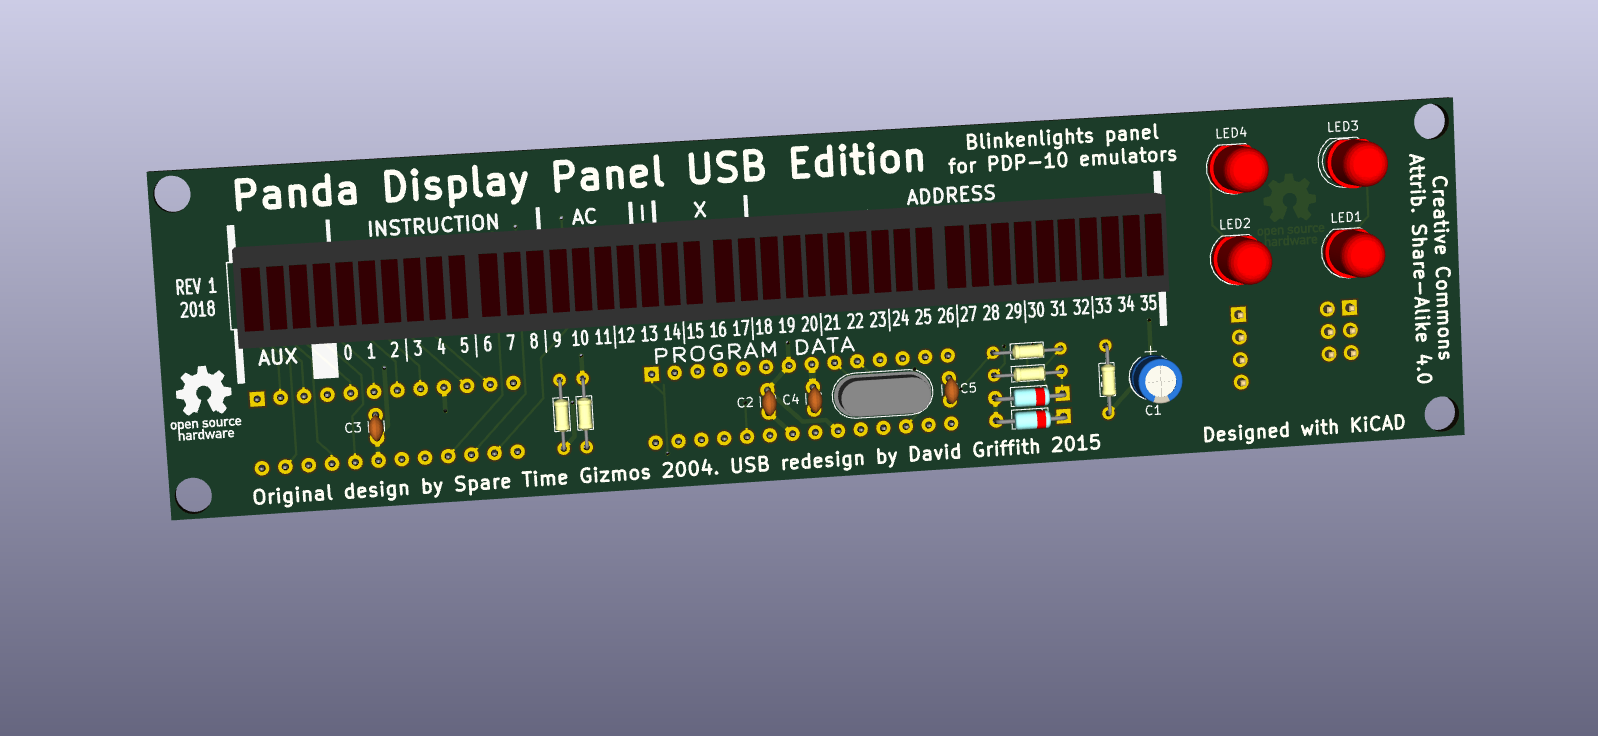 Panda Display Panel USB Edition
Blinkenlights panel
for PDP-10 emulators
INSTRUCTION | AC | I | X | ADDRESS
REV 1
2018
AUX 0 1 2|3 4 5|6 7 8|9 10 11|12 13 14|15 16 17|18 19 20|21 22 23|24 25 26|27 28 29|30 31 32|33 34 35
PROGRAM DATA
open source
hardware
C3
C2
C4
C5
C1
Original design by Spare Time Gizmos 2004. USB redesign by David Griffith 2015
LED4
LED3
LED2
LED1
open source
hardware
Creative Commons
Attrib. Share-Alike 4.0
Designed with KiCAD